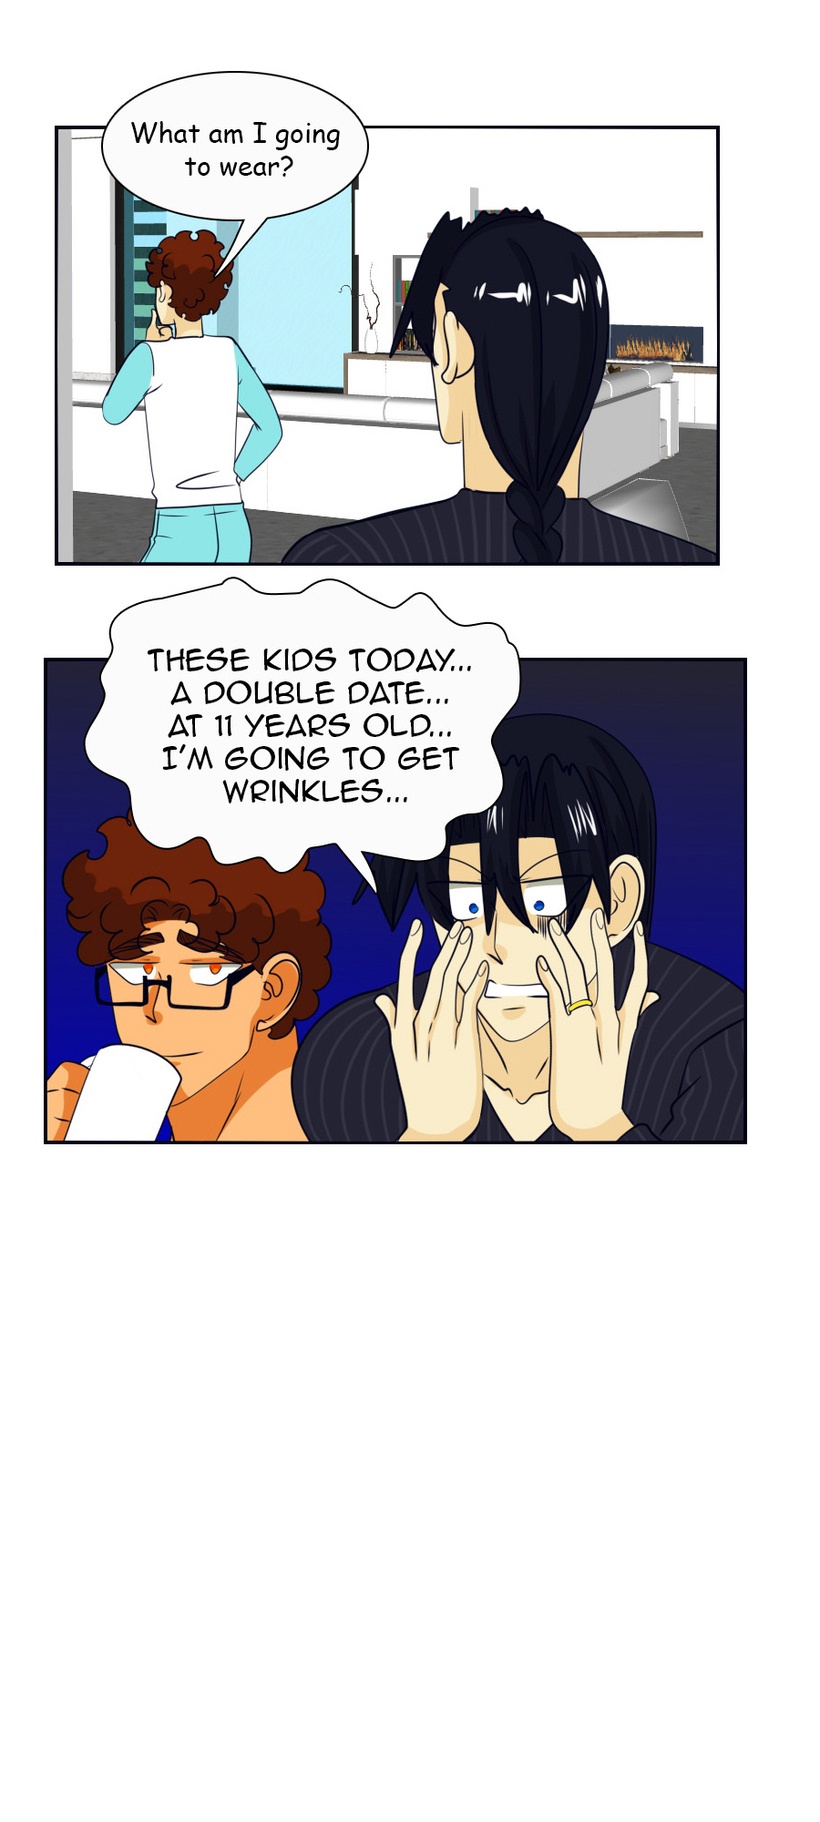 What am I going
to wear?
THESE KIDS TODAY...
A DOUBLE DATE...
AT 11 YEARS OLD...
I'M GOING TO GET
WRINKLES...